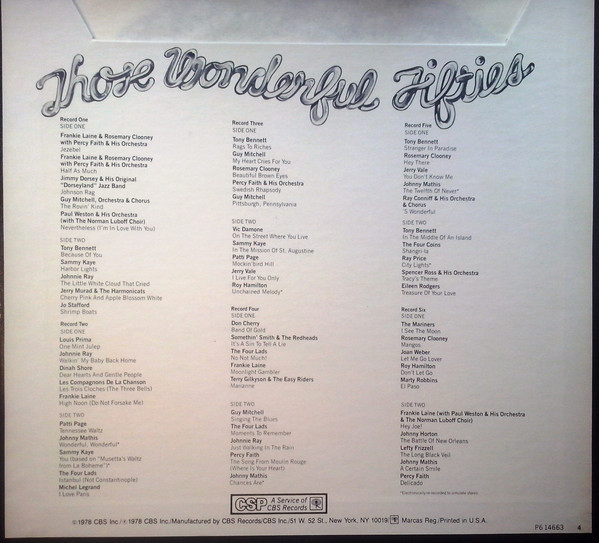 Those Wonderful Fifties
Record One
SIDE ONE
Frankie Laine & Rosemary Clooney
with Percy Faith & His Orchestra
Jezebel
Frankie Laine & Rosemary Clooney
with Percy Faith & His Orchestra
Half As Much
Jimmy Dorsey & His Original
"Dorseyland" Jazz Band
Johnson Rag
Guy Mitchell, Orchestra & Chorus
The Rovin' Kind
Paul Weston & His Orchestra
(with The Norman Luboff Choir)
Nevertheless (I'm In Love With You)
SIDE TWO
Tony Bennett
Because Of You
Sammy Kaye
Harbor Lights
Johnnie Ray
The Little White Cloud That Cried
Jerry Murad & The Harmonicats
Cherry Pink And Apple Blossom White
Jo Stafford
Shrimp Boats
Record Two
SIDE ONE
Louis Prima
One Mint Julep
Johnnie Ray
Walkin' My Baby Back Home
Dinah Shore
Dear Hearts And Gentle People
Les Compagnons De La Chanson
Les Trois Cloches (The Three Bells)
Frankie Laine
High Noon (Do Not Forsake Me)
SIDE TWO
Patti Page
Tennessee Waltz
Johnny Mathis
Wonderful, Wonderful*
Sammy Kaye
You (based on "Musetta's Waltz
from La Boheme")*
The Four Lads
Istanbul (Not Constantinople)
Michel Legrand
I Love Paris
Record Three
SIDE ONE
Tony Bennett
Rags To Riches
Guy Mitchell
My Heart Cries For You
Rosemary Clooney
Beautiful Brown Eyes
Percy Faith & His Orchestra
Swedish Rhapsody
Guy Mitchell
Pittsburgh, Pennsylvania
SIDE TWO
Vic Damone
On The Street Where You Live
Sammy Kaye
In The Mission Of St. Augustine
Patti Page
Mockin'bird Hill
Jerry Vale
I Live For You Only
Roy Hamilton
Unchained Melody*
Record Four
SIDE ONE
Don Cherry
Band Of Gold
Somethin' Smith & The Redheads
It's A Sin To Tell A Lie
The Four Lads
No Not Much!
Frankie Laine
Moonlight Gambler
Terry Gilkyson & The Easy Riders
Marianne
SIDE TWO
Guy Mitchell
Singing The Blues
The Four Lads
Moments To Remember
Johnnie Ray
Just Walking In The Rain
Percy Faith
The Song From Moulin Rouge
(Where Is Your Heart)
Johnny Mathis
Chances Are*
Record Five
SIDE ONE
Tony Bennett
Stranger In Paradise
Rosemary Clooney
Hey There
Jerry Vale
You Don't Know Me
Johnny Mathis
The Twelfth Of Never*
Ray Conniff & His Orchestra
& Chorus
'S Wonderful
SIDE TWO
Tony Bennett
In The Middle Of An Island
The Four Coins
Shangri-la
Ray Price
City Lights*
Spencer Ross & His Orchestra
Tracy's Theme
Eileen Rodgers
Treasure Of Your Love
Record Six
SIDE ONE
The Mariners
I See The Moon
Rosemary Clooney
Mangos
Joan Weber
Let Me Go Lover
Roy Hamilton
Don't Let Go
Marty Robbins
El Paso
SIDE TWO
Frankie Laine (with Paul Weston & His Orchestra
& The Norman Luboff Choir)
Hey Joe!
Johnny Horton
The Battle Of New Orleans
Lefty Frizzell
The Long Black Veil
Johnny Mathis
A Certain Smile
Percy Faith
Delicado
CSP A Service of
CBS Records
© 1978 CBS Inc./℗ 1978 CBS Inc./Manufactured by CBS Records/CBS Inc./51 W. 52 St., New York, NY 10019/ Marcas Reg./Printed in U.S.A.
P6 14663
4